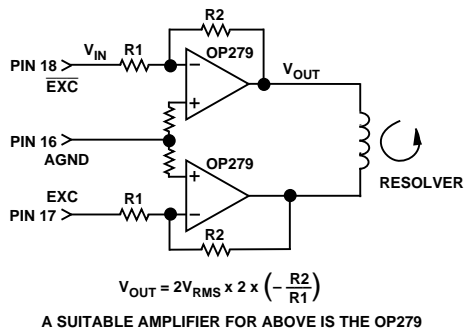 R2
V_IN R1 OP279
PIN 18 − V_OUT
EXC +
PIN 16
AGND OP279
+ RESOLVER
EXC R1
PIN 17 −
R2
V_OUT = 2V_RMS x 2 x (− R2/R1)
A SUITABLE AMPLIFIER FOR ABOVE IS THE OP279